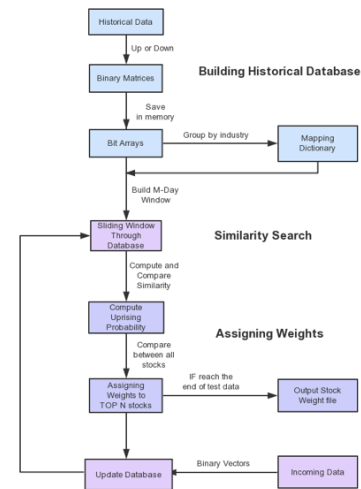 Historical Data
Up or Down
Binary Matrices
Building Historical Database
Save
in memory
Bit Arrays
Group by industry
Mapping
Dictionary
Build M-Day
Window
Sliding Window
Through
Database
Similarity Search
Compute and
Compare
Similarity
Compute
Uprising
Probability
Assigning Weights
Compare
between all
stocks
Assigning
Weights to
TOP N stocks
IF reach the
end of test data
Output Stock
Weight file
Update Database
Binary Vectors
Incoming Data